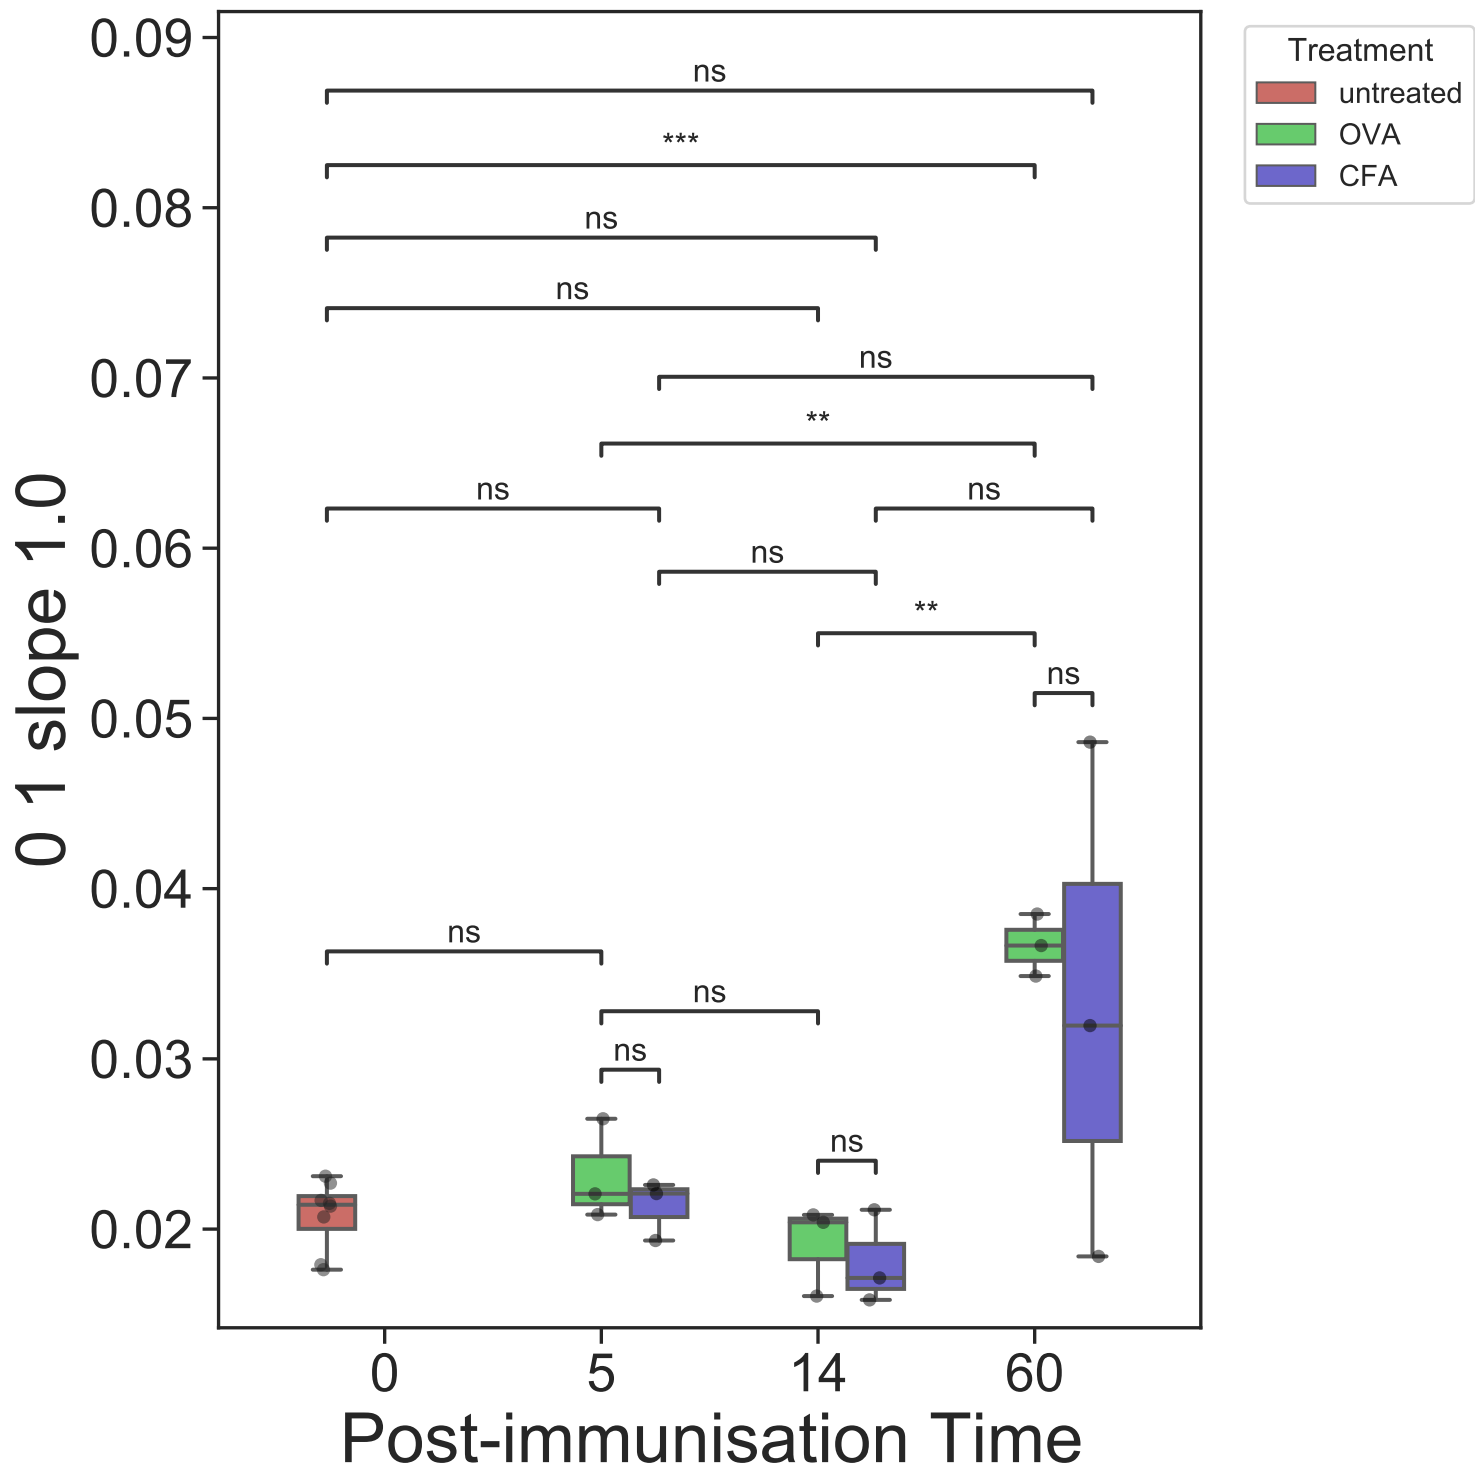 0.09
0.08
0.07
0.06
0.05
0.04
0.03
0.02
0 1 slope 1.0
ns
***
ns
ns
ns
**
ns
ns
ns
**
ns
ns
ns
ns
ns
0
5
14
60
Post-immunisation Time
Treatment
untreated
OVA
CFA